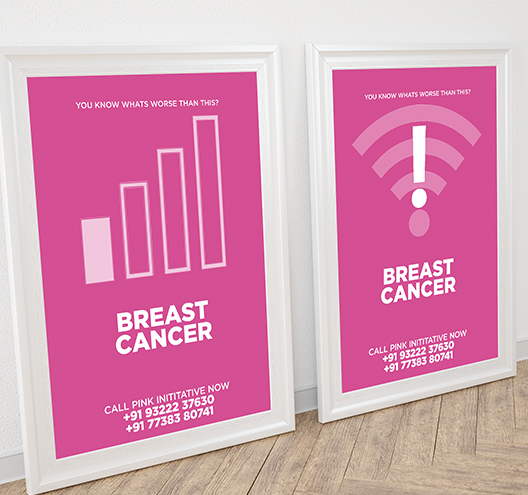 YOU KNOW WHATS WORSE THAN THIS?
BREAST
CANCER
CALL PINK INITITATIVE NOW
+91 93222 37630
+91 77383 80741
YOU KNOW WHATS WORSE THAN THIS?
BREAST
CANCER
CALL PINK INITITATIVE NOW
+91 93222 37630
+91 77383 80741